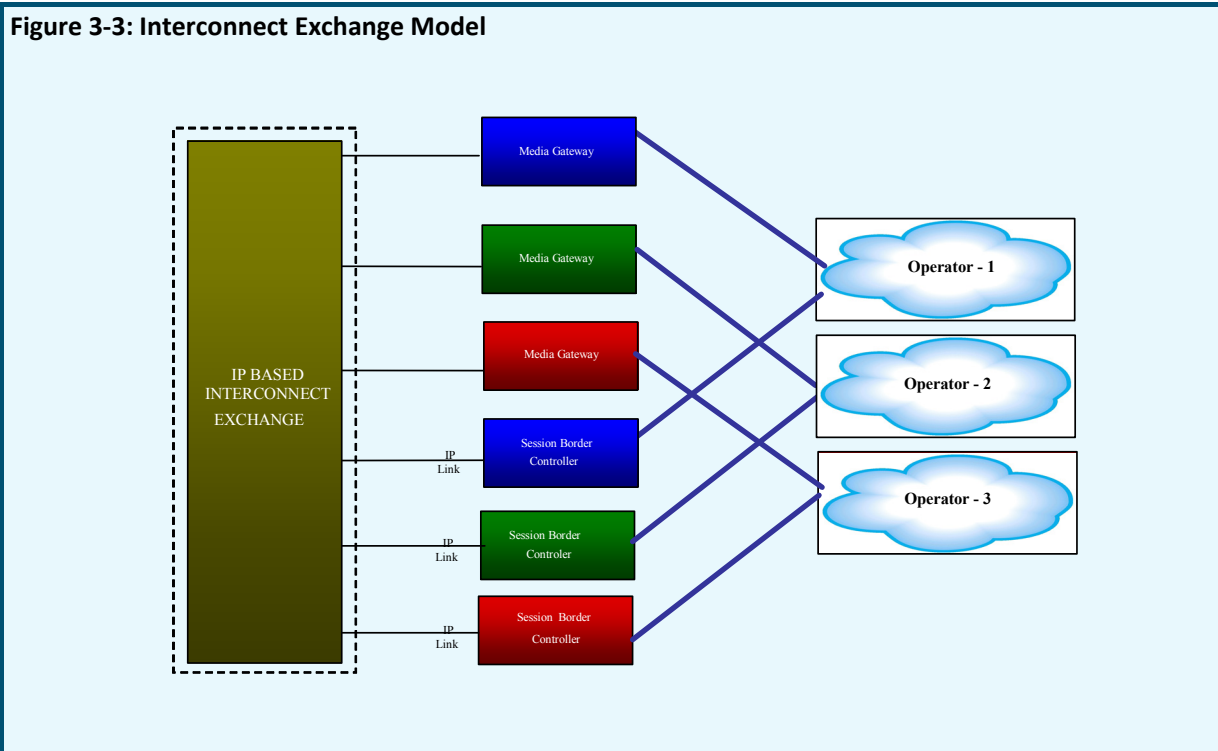 Figure 3-3: Interconnect Exchange Model
Media Gateway
Media Gateway
Media Gateway
IP BASED
INTERCONNECT
EXCHANGE
IP
Link
Session Border
Controller
IP
Link
Session Border
Controler
IP
Link
Session Border
Controller
Operator - 1
Operator - 2
Operator - 3